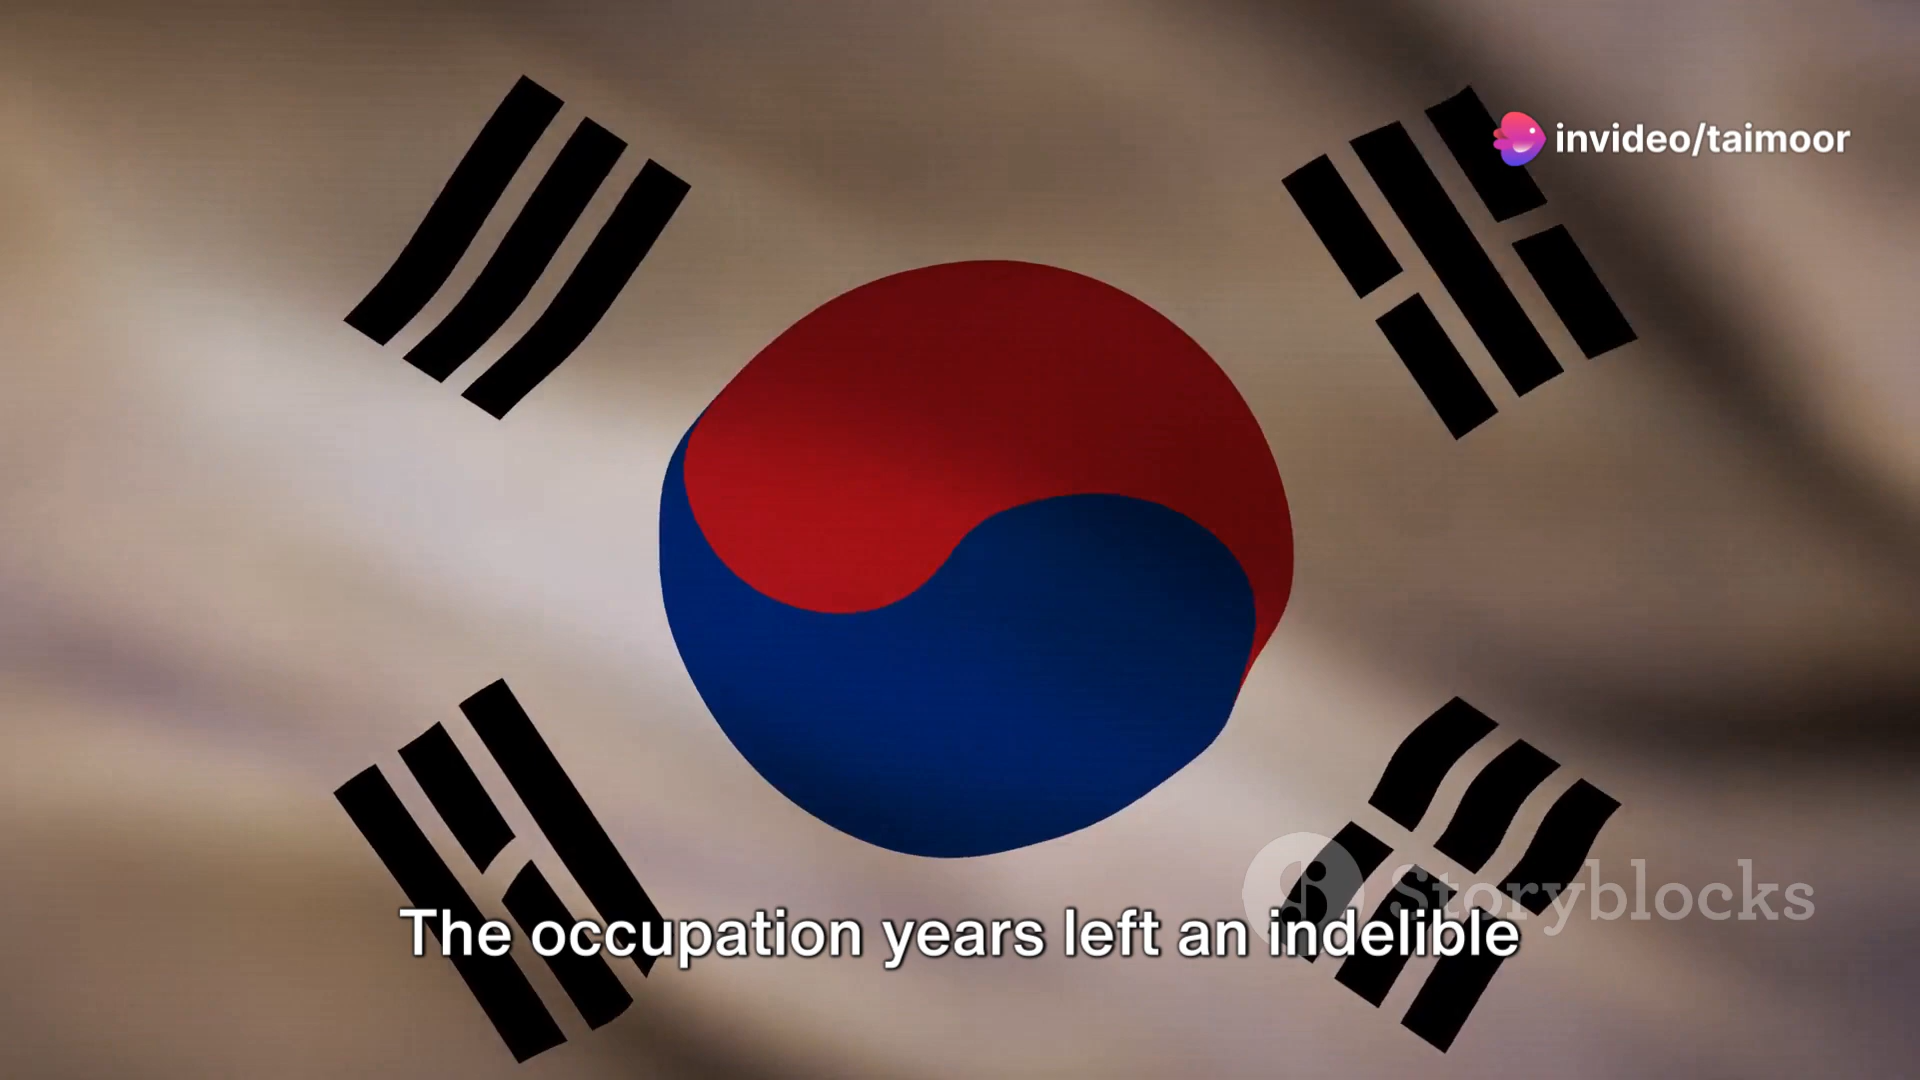 invideo/taimoor
Storyblocks
The occupation years left an indelible